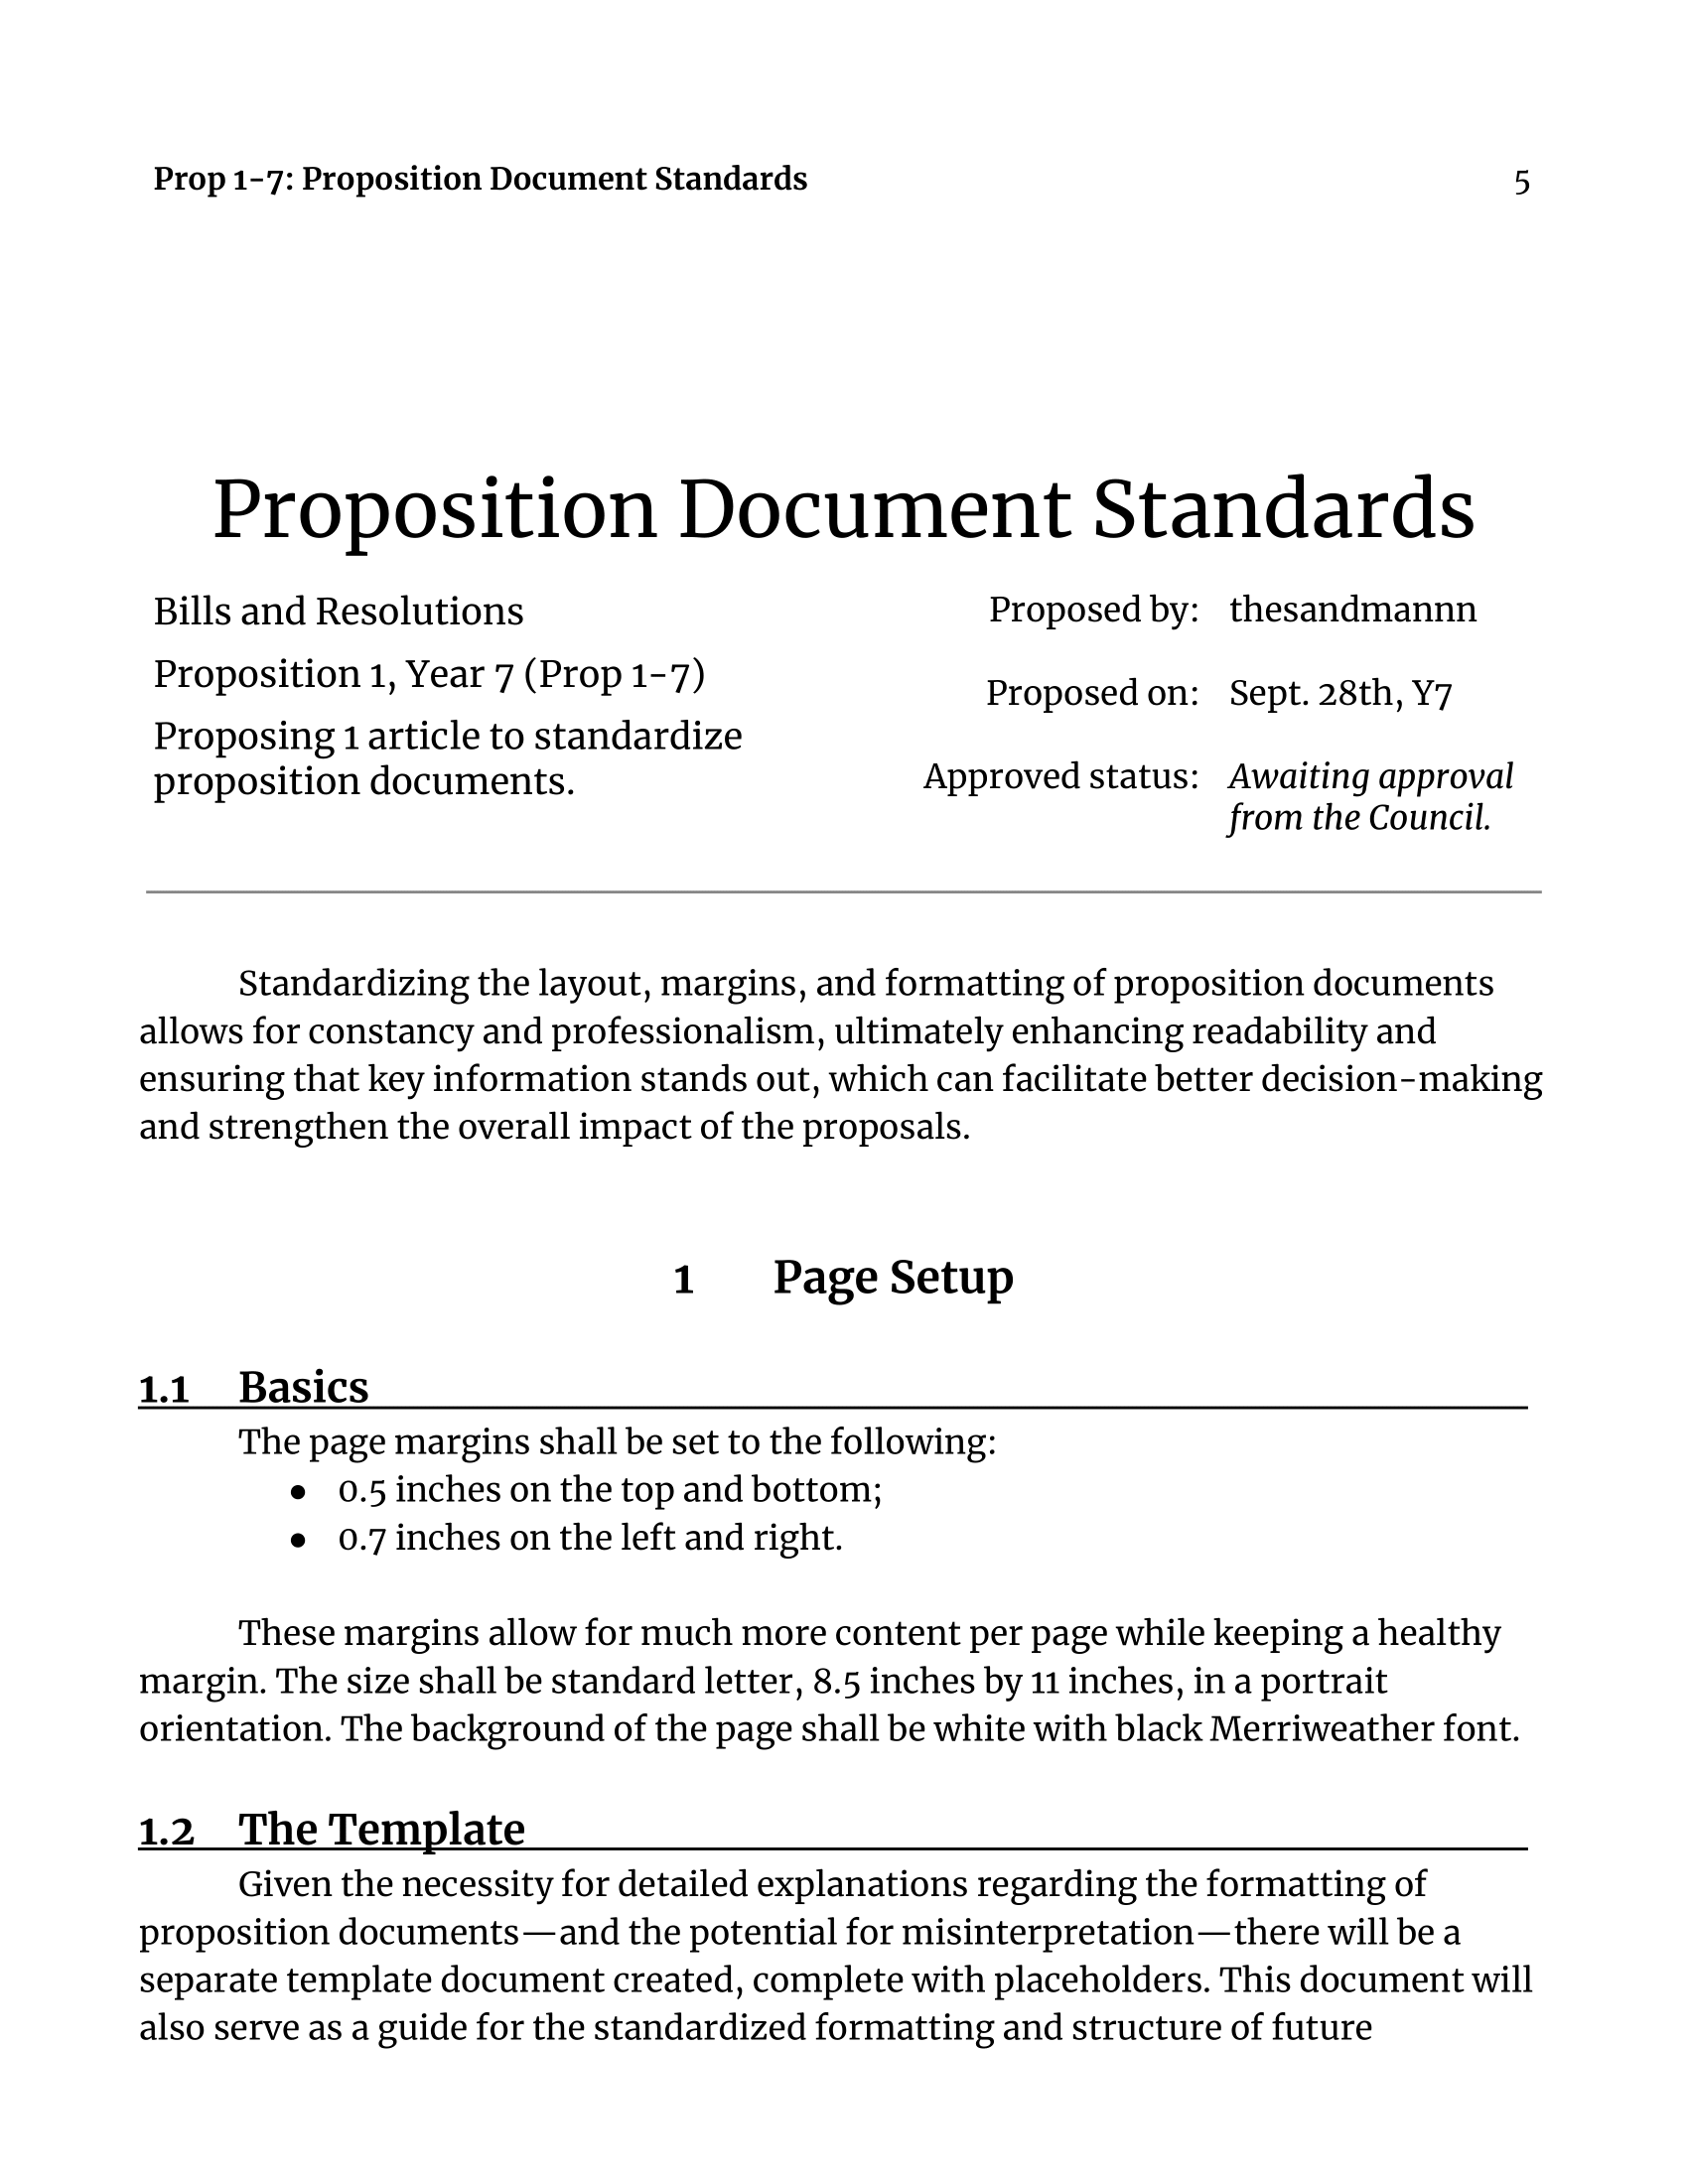 Prop 1-7: Proposition Document Standards 5
Proposition Document Standards
Bills and Resolutions
Proposition 1, Year 7 (Prop 1-7)
Proposing 1 article to standardize
proposition documents.
Proposed by: thesandmannn
Proposed on: Sept. 28th, Y7
Approved status: Awaiting approval
from the Council.
Standardizing the layout, margins, and formatting of proposition documents
allows for constancy and professionalism, ultimately enhancing readability and
ensuring that key information stands out, which can facilitate better decision-making
and strengthen the overall impact of the proposals.
1 Page Setup
1.1 Basics
The page margins shall be set to the following:
● 0.5 inches on the top and bottom;
● 0.7 inches on the left and right.
These margins allow for much more content per page while keeping a healthy
margin. The size shall be standard letter, 8.5 inches by 11 inches, in a portrait
orientation. The background of the page shall be white with black Merriweather font.
1.2 The Template
Given the necessity for detailed explanations regarding the formatting of
proposition documents—and the potential for misinterpretation—there will be a
separate template document created, complete with placeholders. This document will
also serve as a guide for the standardized formatting and structure of future